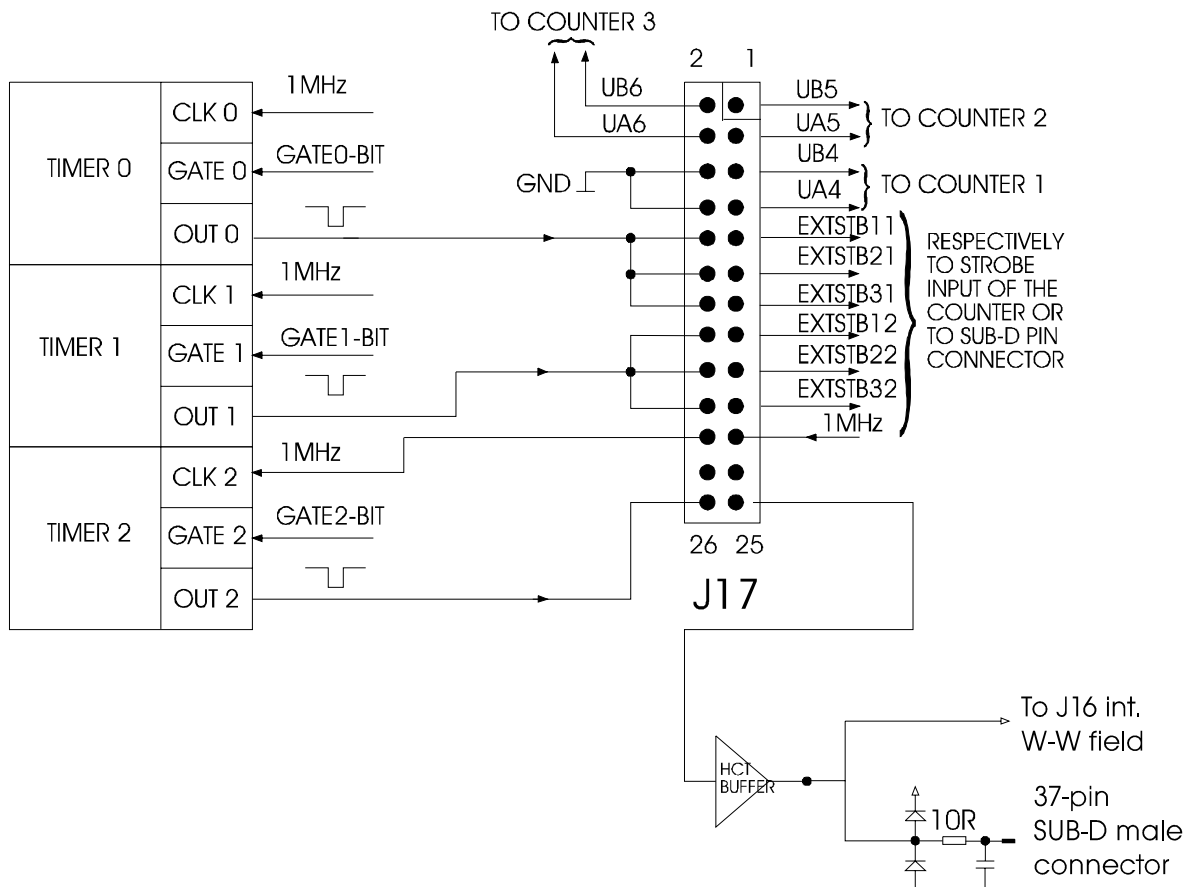 TO COUNTER 3
2 1
1MHz
UB6
UB5
CLK 0
UA6
UA5
TO COUNTER 2
TIMER 0
GATE 0
GATE0-BIT
UB4
GND
TO COUNTER 1
UA4
OUT 0
EXTSTB11
EXTSTB21
EXTSTB31
EXTSTB12
EXTSTB22
EXTSTB32
1MHz
RESPECTIVELY
TO STROBE
INPUT OF THE
COUNTER OR
TO SUB-D PIN
CONNECTOR
1MHz
CLK 1
TIMER 1
GATE 1
GATE1-BIT
OUT 1
1MHz
CLK 2
TIMER 2
GATE 2
GATE2-BIT
OUT 2
26 25
J17
To J16 int.
W-W field
HCT
BUFFER
10R
37-pin
SUB-D male
connector